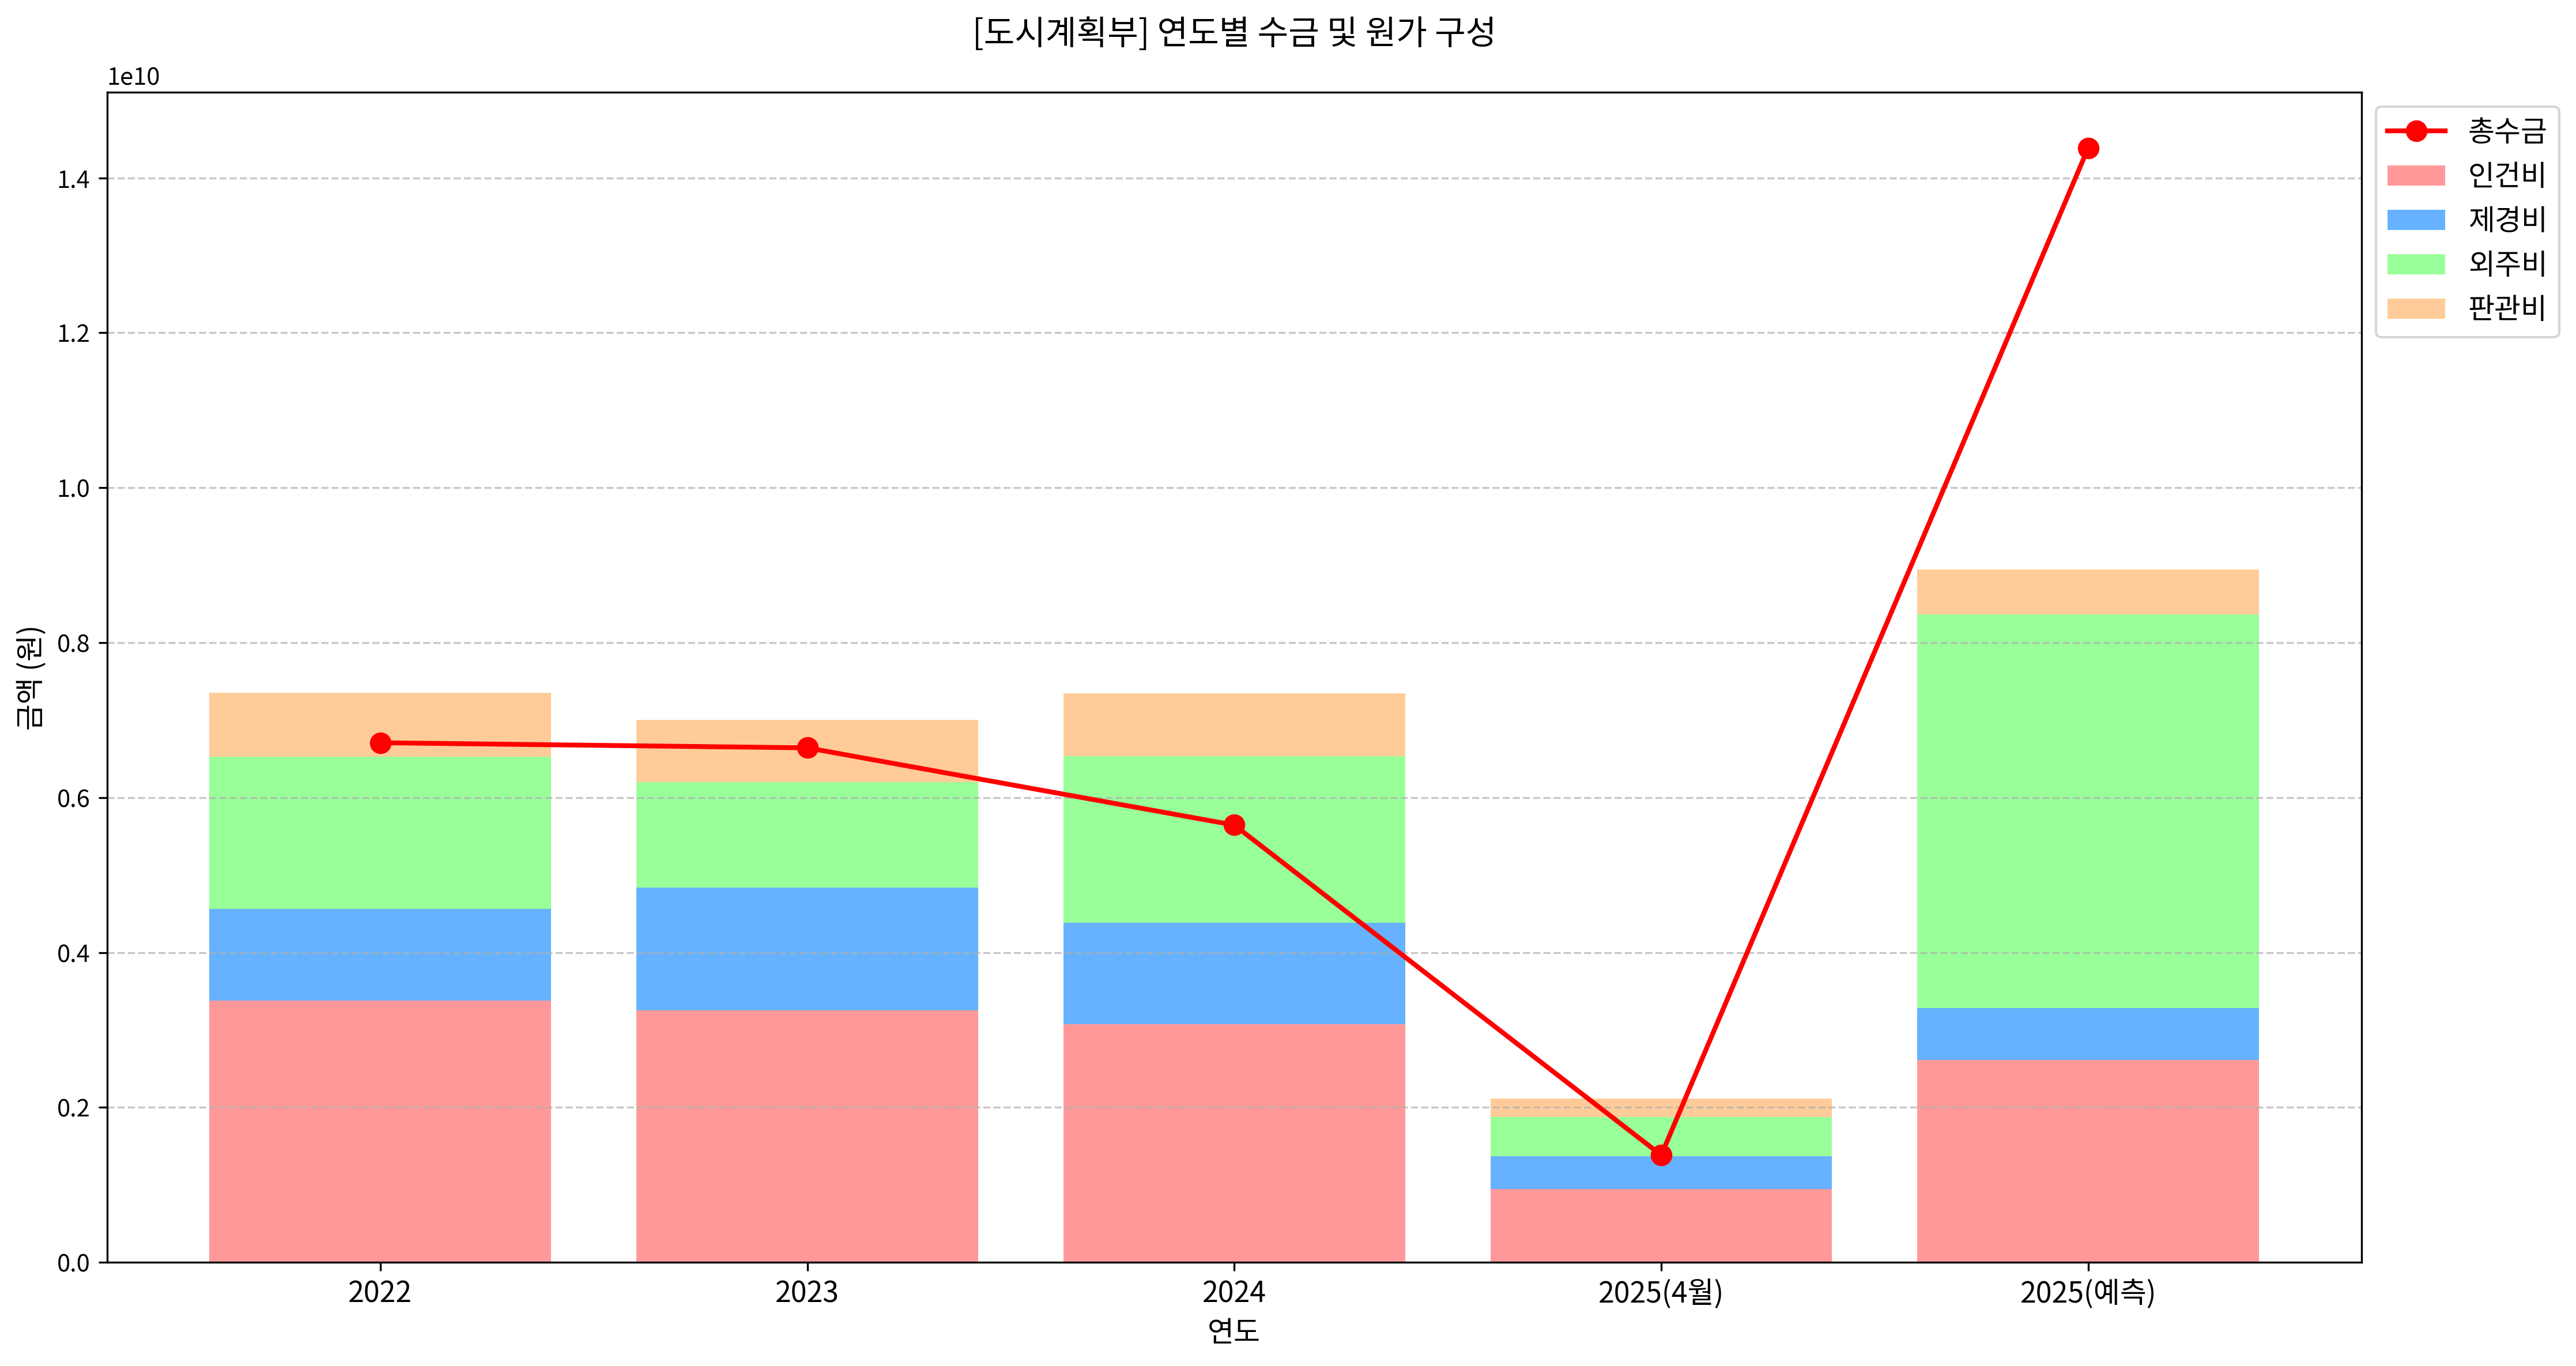 [도시계획부] 연도별 수금 및 원가 구성
1e10
총수금
인건비
제경비
외주비
판관비
1.4
1.2
1.0
0.8
0.6
0.4
0.2
0.0
금액 (원)
2022 2023 2024 2025(4월) 2025(예측)
연도